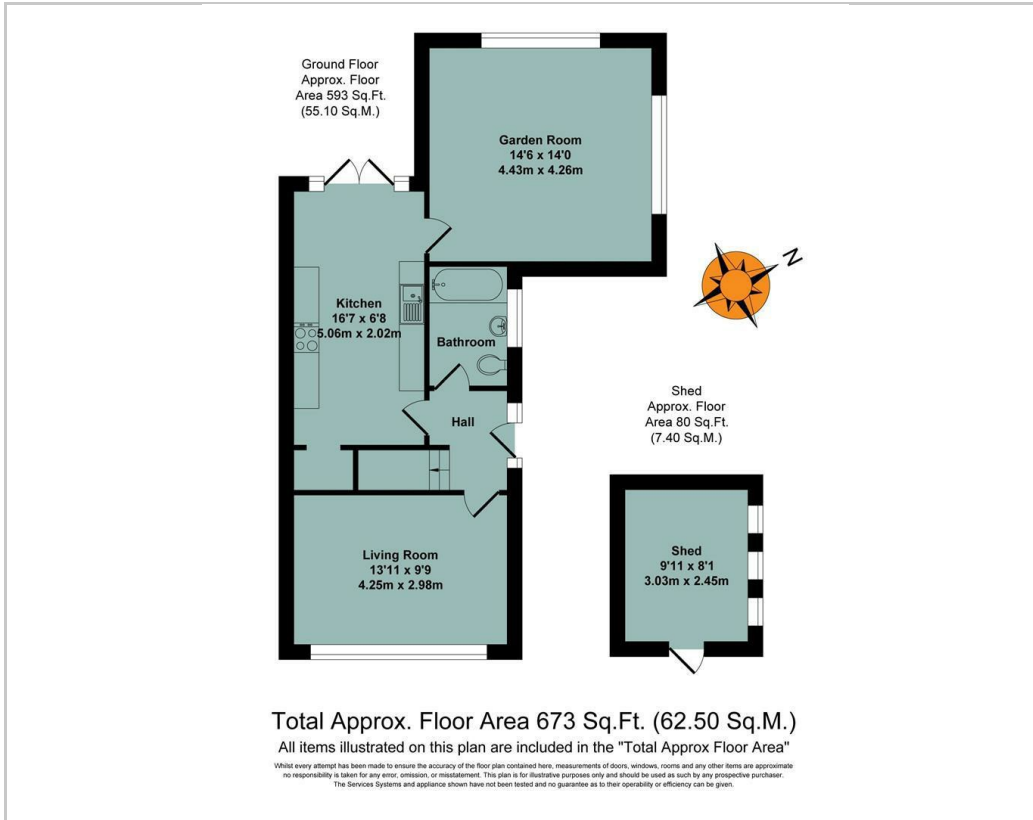 Ground Floor
Approx. Floor
Area 593 Sq.Ft.
(55.10 Sq.M.)
Garden Room
14'6 x 14'0
4.43m x 4.26m
N
Kitchen
16'7 x 6'8
5.06m x 2.02m
Bathroom
Hall
Shed
Approx. Floor
Area 80 Sq.Ft.
(7.40 Sq.M.)
Living Room
13'11 x 9'9
4.25m x 2.98m
Shed
9'11 x 8'1
3.03m x 2.45m
Total Approx. Floor Area 673 Sq.Ft. (62.50 Sq.M.)
All items illustrated on this plan are included in the "Total Approx Floor Area"
Whilst every attempt has been made to ensure the accuracy of the floor plan contained here, measurements of doors, windows, rooms and any other items are approximate
no responsibility is taken for any error, omission, or misstatement. This plan is for illustrative purposes only and should be used as such by any prospective purchaser.
The Services Systems and appliance shown have not been tested and no guarantee as to their operability or efficiency can be given.